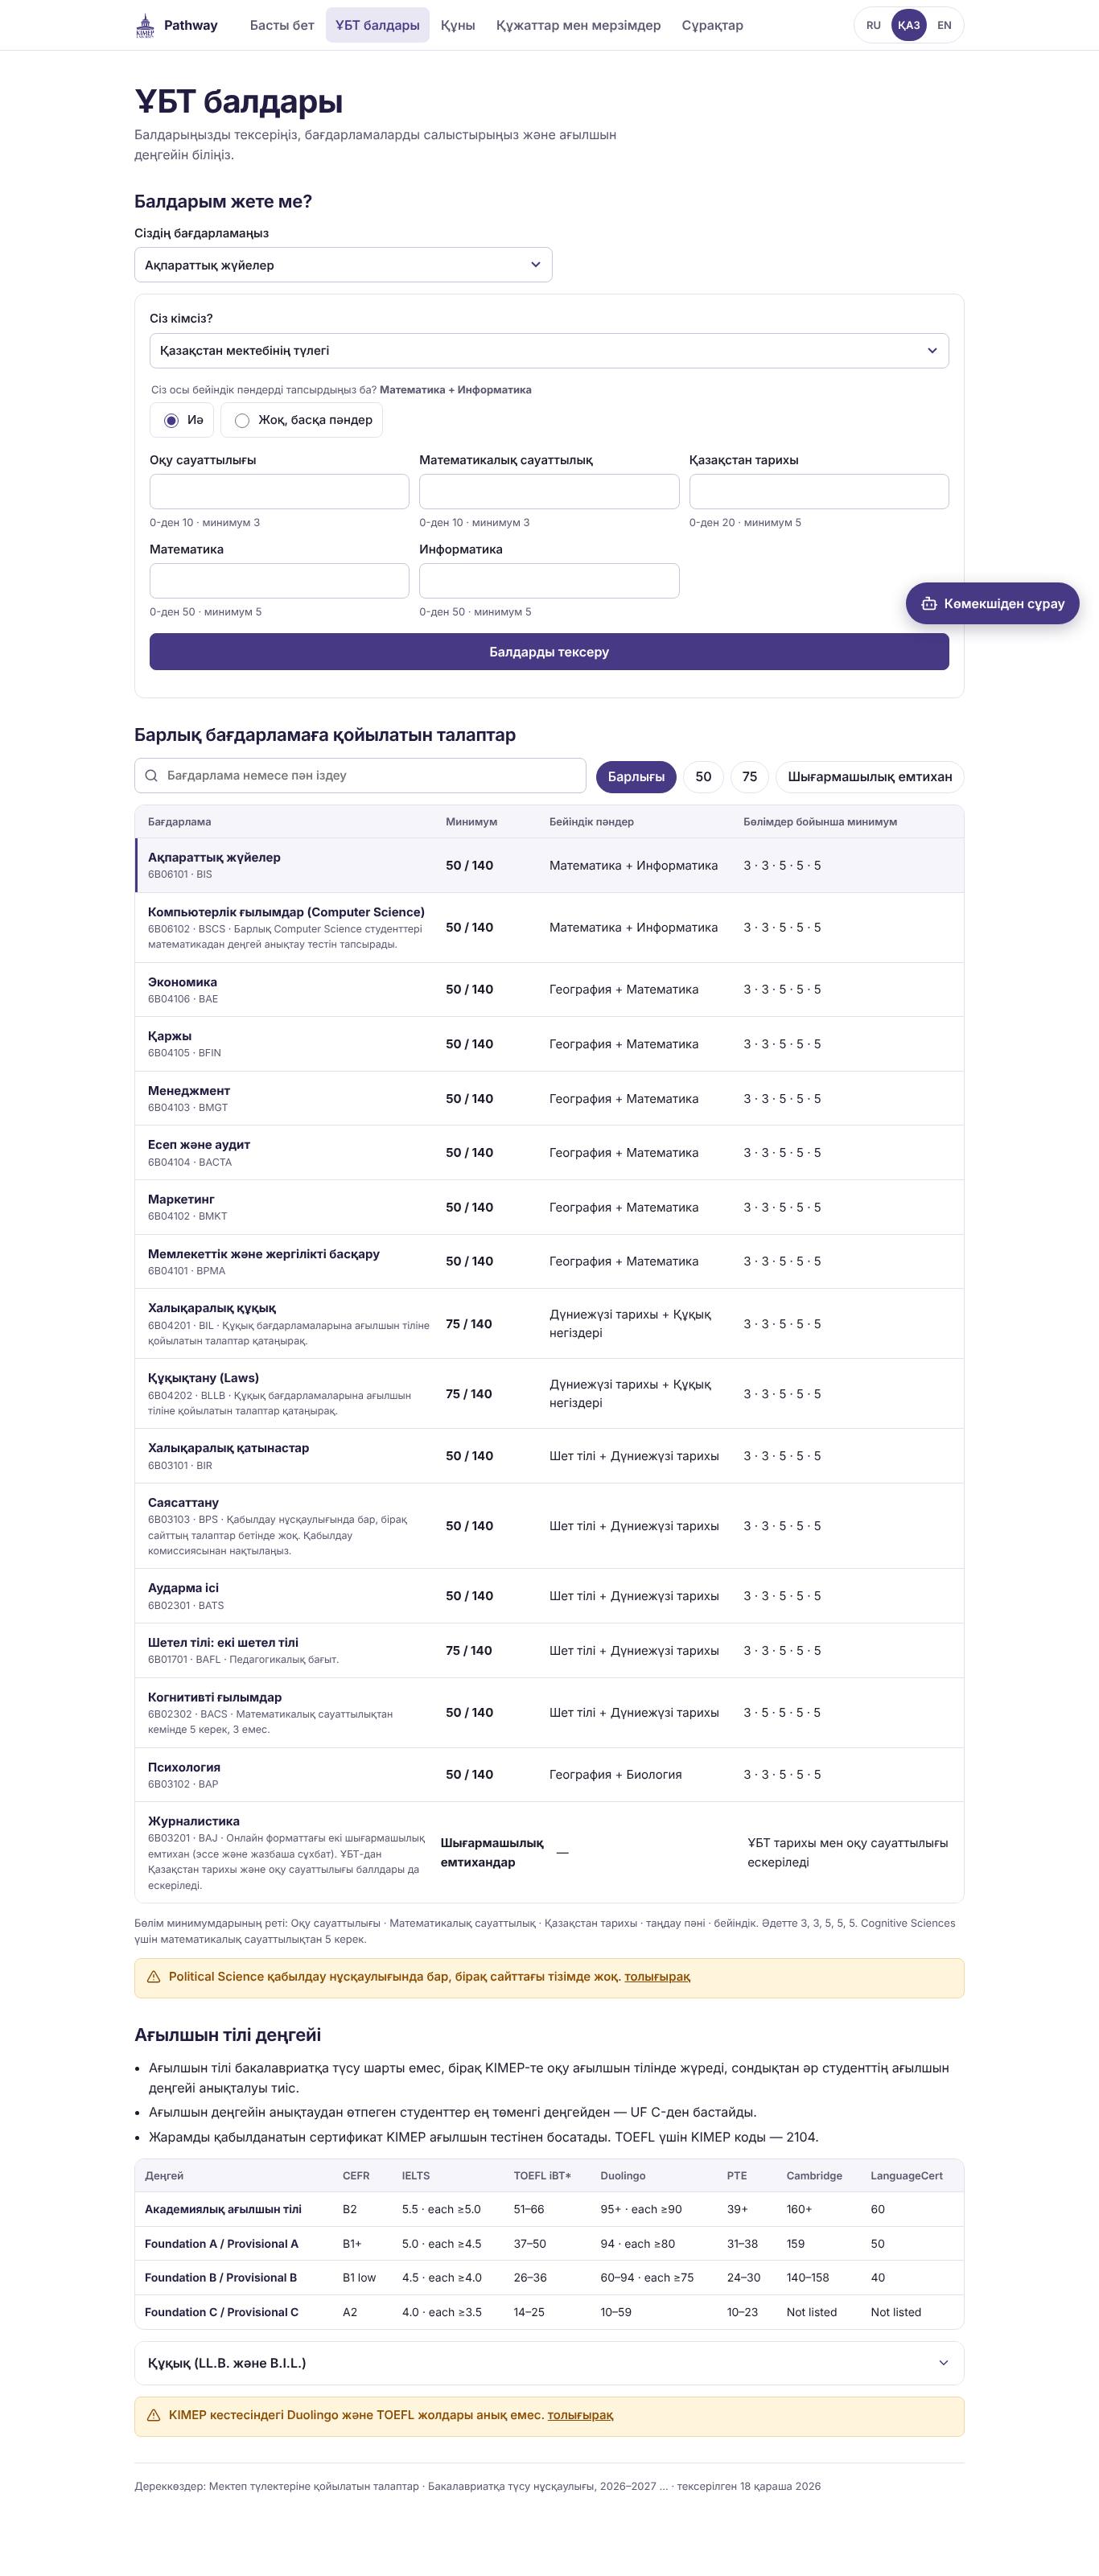 KIMEP
Pathway
Басты бет
ҰБТ балдары
Құны
Құжаттар мен мерзімдер
Сұрақтар
RU
ҚАЗ
EN
ҰБТ балдары
Балдарыңызды тексеріңіз, бағдарламаларды салыстырыңыз және ағылшын
деңгейін біліңіз.
Балдарым жете ме?
Сіздің бағдарламаңыз
Ақпараттық жүйелер
Сіз кімсіз?
Қазақстан мектебінің түлегі
Сіз осы бейіндік пәндерді тапсырдыңыз ба? Математика + Информатика
Иә
Жоқ, басқа пәндер
Оқу сауаттылығы
Математикалық сауаттылық
Қазақстан тарихы
0-ден 10 · минимум 3
0-ден 10 · минимум 3
0-ден 20 · минимум 5
Математика
Информатика
0-ден 50 · минимум 5
0-ден 50 · минимум 5
Көмекшіден сұрау
Балдарды тексеру
Барлық бағдарламаға қойылатын талаптар
Бағдарлама немесе пән іздеу
Барлығы
50
75
Шығармашылық емтихан
Бағдарлама Минимум Бейіндік пәндер Бөлімдер бойынша минимум
Ақпараттық жүйелер
6B06101 · BIS
50 / 140
Математика + Информатика
3 · 3 · 5 · 5 · 5
Компьютерлік ғылымдар (Computer Science)
6B06102 · BSCS · Барлық Computer Science студенттері
математикадан деңгей анықтау тестін тапсырады.
50 / 140
Математика + Информатика
3 · 3 · 5 · 5 · 5
Экономика
6B04106 · BAE
50 / 140
География + Математика
3 · 3 · 5 · 5 · 5
Қаржы
6B04105 · BFIN
50 / 140
География + Математика
3 · 3 · 5 · 5 · 5
Менеджмент
6B04103 · BMGT
50 / 140
География + Математика
3 · 3 · 5 · 5 · 5
Есеп және аудит
6B04104 · BACTA
50 / 140
География + Математика
3 · 3 · 5 · 5 · 5
Маркетинг
6B04102 · BMKT
50 / 140
География + Математика
3 · 3 · 5 · 5 · 5
Мемлекеттік және жергілікті басқару
6B04101 · BPMA
50 / 140
География + Математика
3 · 3 · 5 · 5 · 5
Халықаралық құқық
6B04201 · BIL · Құқық бағдарламаларына ағылшын тіліне
қойылатын талаптар қатаңырақ.
75 / 140
Дүниежүзі тарихы + Құқық
негіздері
3 · 3 · 5 · 5 · 5
Құқықтану (Laws)
6B04202 · BLLB · Құқық бағдарламаларына ағылшын
тіліне қойылатын талаптар қатаңырақ.
75 / 140
Дүниежүзі тарихы + Құқық
негіздері
3 · 3 · 5 · 5 · 5
Халықаралық қатынастар
6B03101 · BIR
50 / 140
Шет тілі + Дүниежүзі тарихы
3 · 3 · 5 · 5 · 5
Саясаттану
6B03103 · BPS · Қабылдау нұсқаулығында бар, бірақ
сайттың талаптар бетінде жоқ. Қабылдау
комиссиясынан нақтылаңыз.
50 / 140
Шет тілі + Дүниежүзі тарихы
3 · 3 · 5 · 5 · 5
Аударма ісі
6B02301 · BATS
50 / 140
Шет тілі + Дүниежүзі тарихы
3 · 3 · 5 · 5 · 5
Шетел тілі: екі шетел тілі
6B01701 · BAFL · Педагогикалық бағыт.
75 / 140
Шет тілі + Дүниежүзі тарихы
3 · 3 · 5 · 5 · 5
Когнитивті ғылымдар
6B02302 · BACS · Математикалық сауаттылықтан
кемінде 5 керек, 3 емес.
50 / 140
Шет тілі + Дүниежүзі тарихы
3 · 5 · 5 · 5 · 5
Психология
6B03102 · BAP
50 / 140
География + Биология
3 · 3 · 5 · 5 · 5
Журналистика
6B03201 · BAJ · Онлайн форматтағы екі шығармашылық
емтихан (эссе және жазбаша сұхбат). ҰБТ-дан
Қазақстан тарихы және оқу сауаттылығы баллдары да
ескеріледі.
Шығармашылық
емтихандар
—
ҰБТ тарихы мен оқу сауаттылығы
ескеріледі
Бөлім минимумдарының реті: Оқу сауаттылығы · Математикалық сауаттылық · Қазақстан тарихы · таңдау пәні · бейіндік. Әдетте 3, 3, 5, 5, 5. Cognitive Sciences
үшін математикалық сауаттылықтан 5 керек.
Political Science қабылдау нұсқаулығында бар, бірақ сайттағы тізімде жоқ. толығырақ
Ағылшын тілі деңгейі
• Ағылшын тілі бакалавриатқа түсу шарты емес, бірақ KIMEP-те оқу ағылшын тілінде жүреді, сондықтан әр студенттің ағылшын
деңгейі анықталуы тиіс.
• Ағылшын деңгейін анықтаудан өтпеген студенттер ең төменгі деңгейден — UF C-ден бастайды.
• Жарамды қабылданатын сертификат KIMEP ағылшын тестінен босатады. TOEFL үшін KIMEP коды — 2104.
Деңгей CEFR IELTS TOEFL iBT* Duolingo PTE Cambridge LanguageCert
Академиялық ағылшын тілі B2 5.5 · each ≥5.0 51–66 95+ · each ≥90 39+ 160+ 60
Foundation A / Provisional A B1+ 5.0 · each ≥4.5 37–50 94 · each ≥80 31–38 159 50
Foundation B / Provisional B B1 low 4.5 · each ≥4.0 26–36 60–94 · each ≥75 24–30 140–158 40
Foundation C / Provisional C A2 4.0 · each ≥3.5 14–25 10–59 10–23 Not listed Not listed
Құқық (LL.B. және B.I.L.)
KIMEP кестесіндегі Duolingo және TOEFL жолдары анық емес. толығырақ
Дереккөздер: Мектеп түлектеріне қойылатын талаптар · Бакалавриатқа түсу нұсқаулығы, 2026–2027 ... · тексерілген 18 қараша 2026